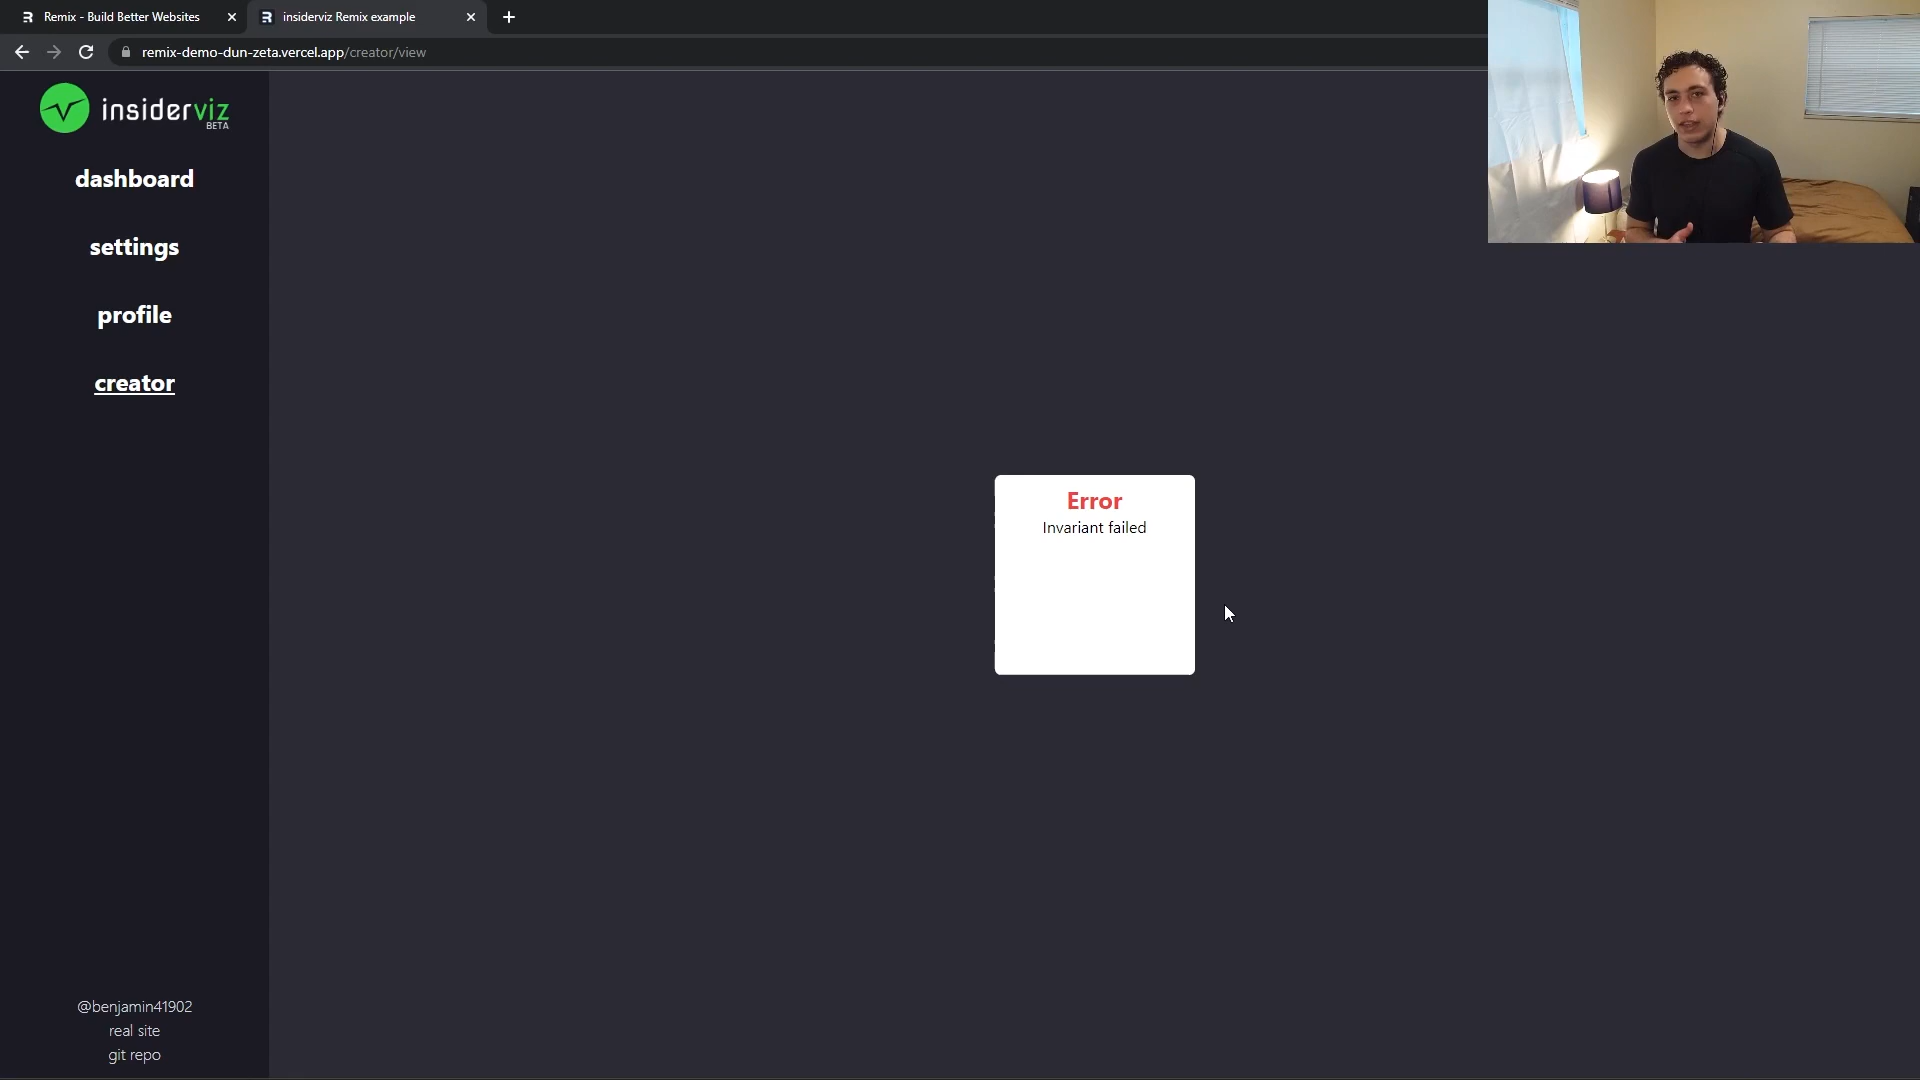 Remix - Build Better Websites
insiderviz Remix example
remix-demo-dun-zeta.vercel.app/creator/view
insiderviz
BETA
dashboard
settings
profile
creator
Error
Invariant failed
@benjamin41902
real site
git repo